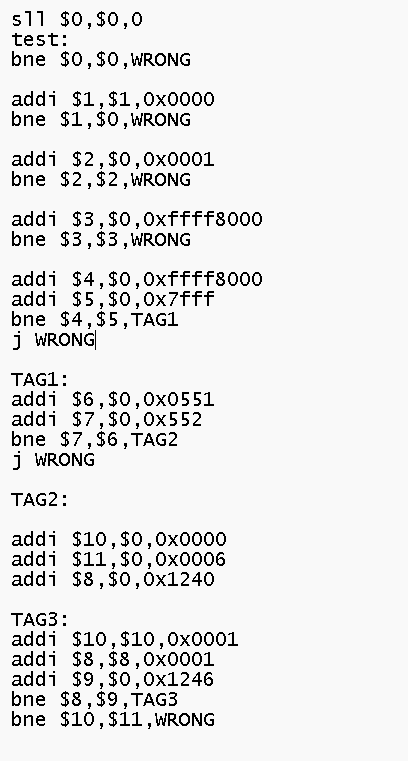 sll $0,$0,0
test:
bne $0,$0,WRONG
addi $1,$1,0x0000
bne $1,$0,WRONG
addi $2,$0,0x0001
bne $2,$2,WRONG
addi $3,$0,0xffff8000
bne $3,$3,WRONG
addi $4,$0,0xffff8000
addi $5,$0,0x7fff
bne $4,$5,TAG1
j WRONG
TAG1:
addi $6,$0,0x0551
addi $7,$0,0x552
bne $7,$6,TAG2
j WRONG
TAG2:
addi $10,$0,0x0000
addi $11,$0,0x0006
addi $8,$0,0x1240
TAG3:
addi $10,$10,0x0001
addi $8,$8,0x0001
addi $9,$0,0x1246
bne $8,$9,TAG3
bne $10,$11,WRONG